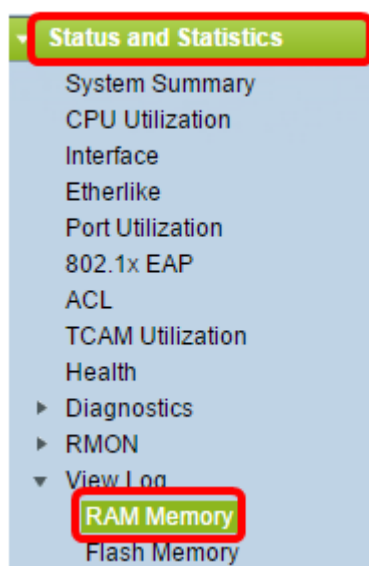 Status and Statistics
System Summary
CPU Utilization
Interface
Etherlike
Port Utilization
802.1x EAP
ACL
TCAM Utilization
Health
Diagnostics
RMON
View Log
RAM Memory
Flash Memory